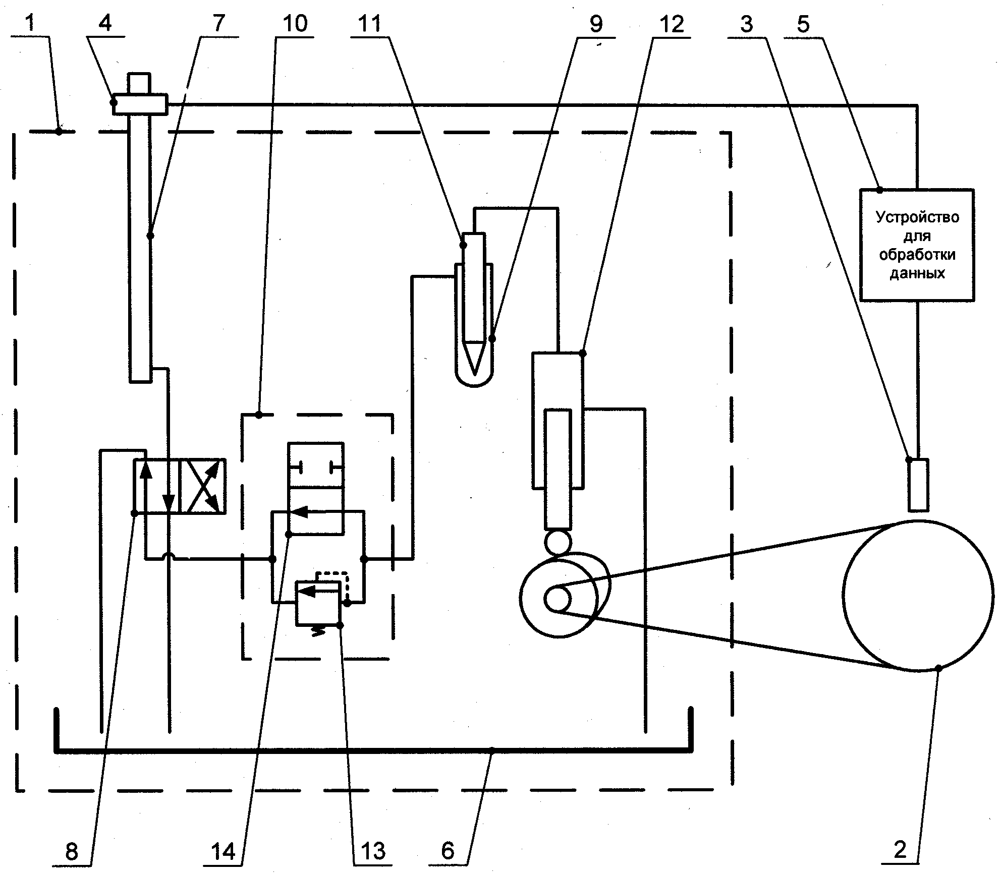 1 4 7 10 11 9 12 3 5
Устройство
для
обработки
данных
8 14 13 6 2